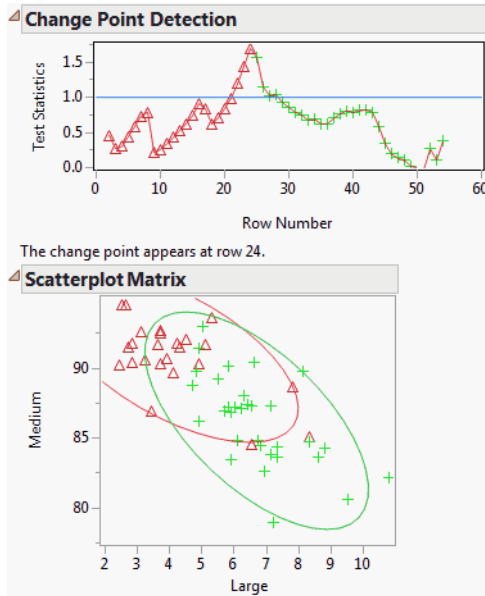 Change Point Detection
Test Statistics
1.5
1.0
0.5
0.0
0 10 20 30 40 50 60
Row Number
The change point appears at row 24.
Scatterplot Matrix
Medium
90
85
80
2 3 4 5 6 7 8 9 10
Large